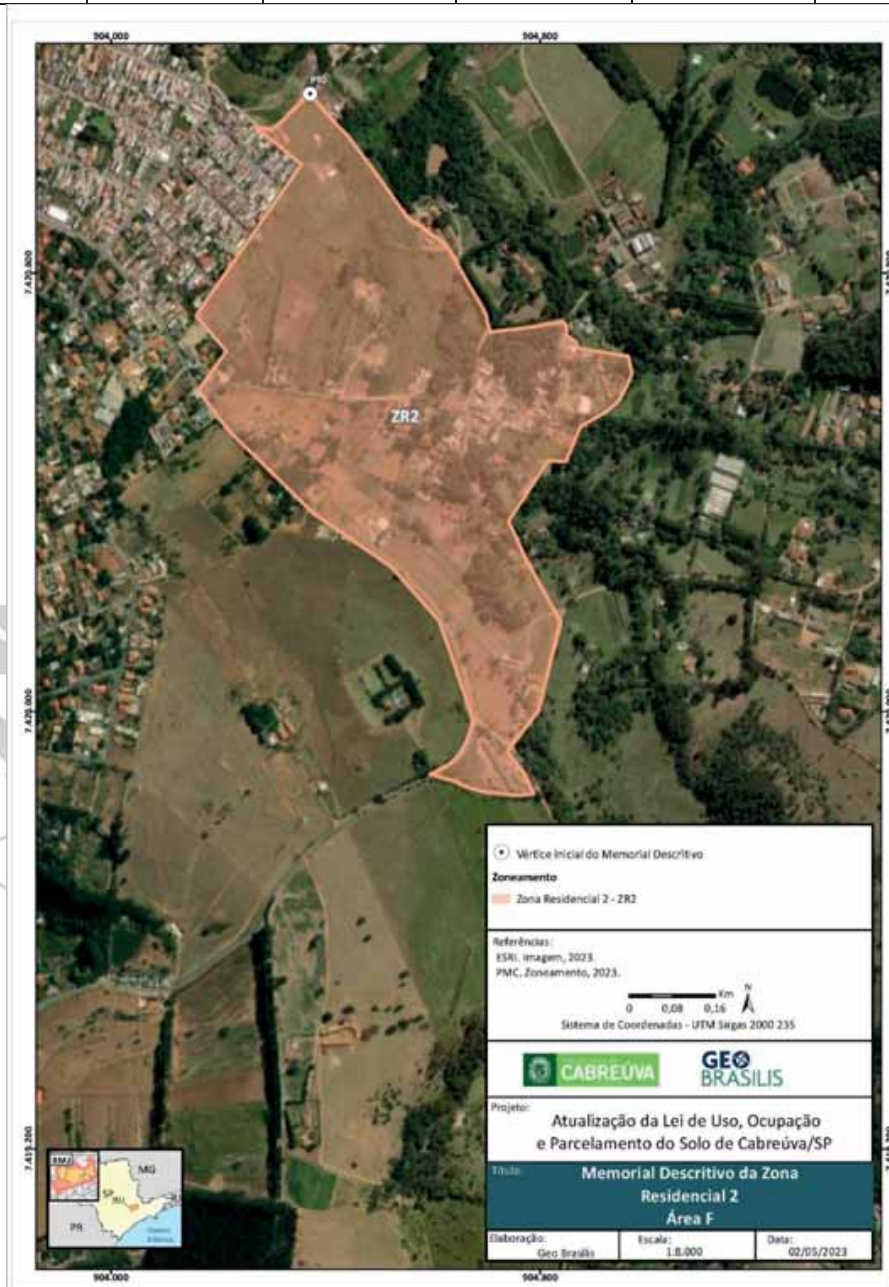 904.000 904.800
P.0
7.420.800
ZR2
7.420.000
Vértice Inicial do Memorial Descritivo
Zoneamento
Zona Residencial 2 - ZR2
Referências:
ESRI. Imagem, 2023.
PMC. Zoneamento, 2023.
Km N
0 0,08 0,16
Sistema de Coordenadas - UTM Sirgas 2000 23S
CABREÚVA GEO
BRASILIS
Projeto:
Atualização da Lei de Uso, Ocupação
e Parcelamento do Solo de Cabreúva/SP
Título: Memorial Descritivo da Zona
Residencial 2
Área F
Elaboração: Escala: Data:
Geo Brasilis 1:8.000 02/05/2023
7.419.200
RMJ
MG
SP
RMJ
PR
904.000 904.800